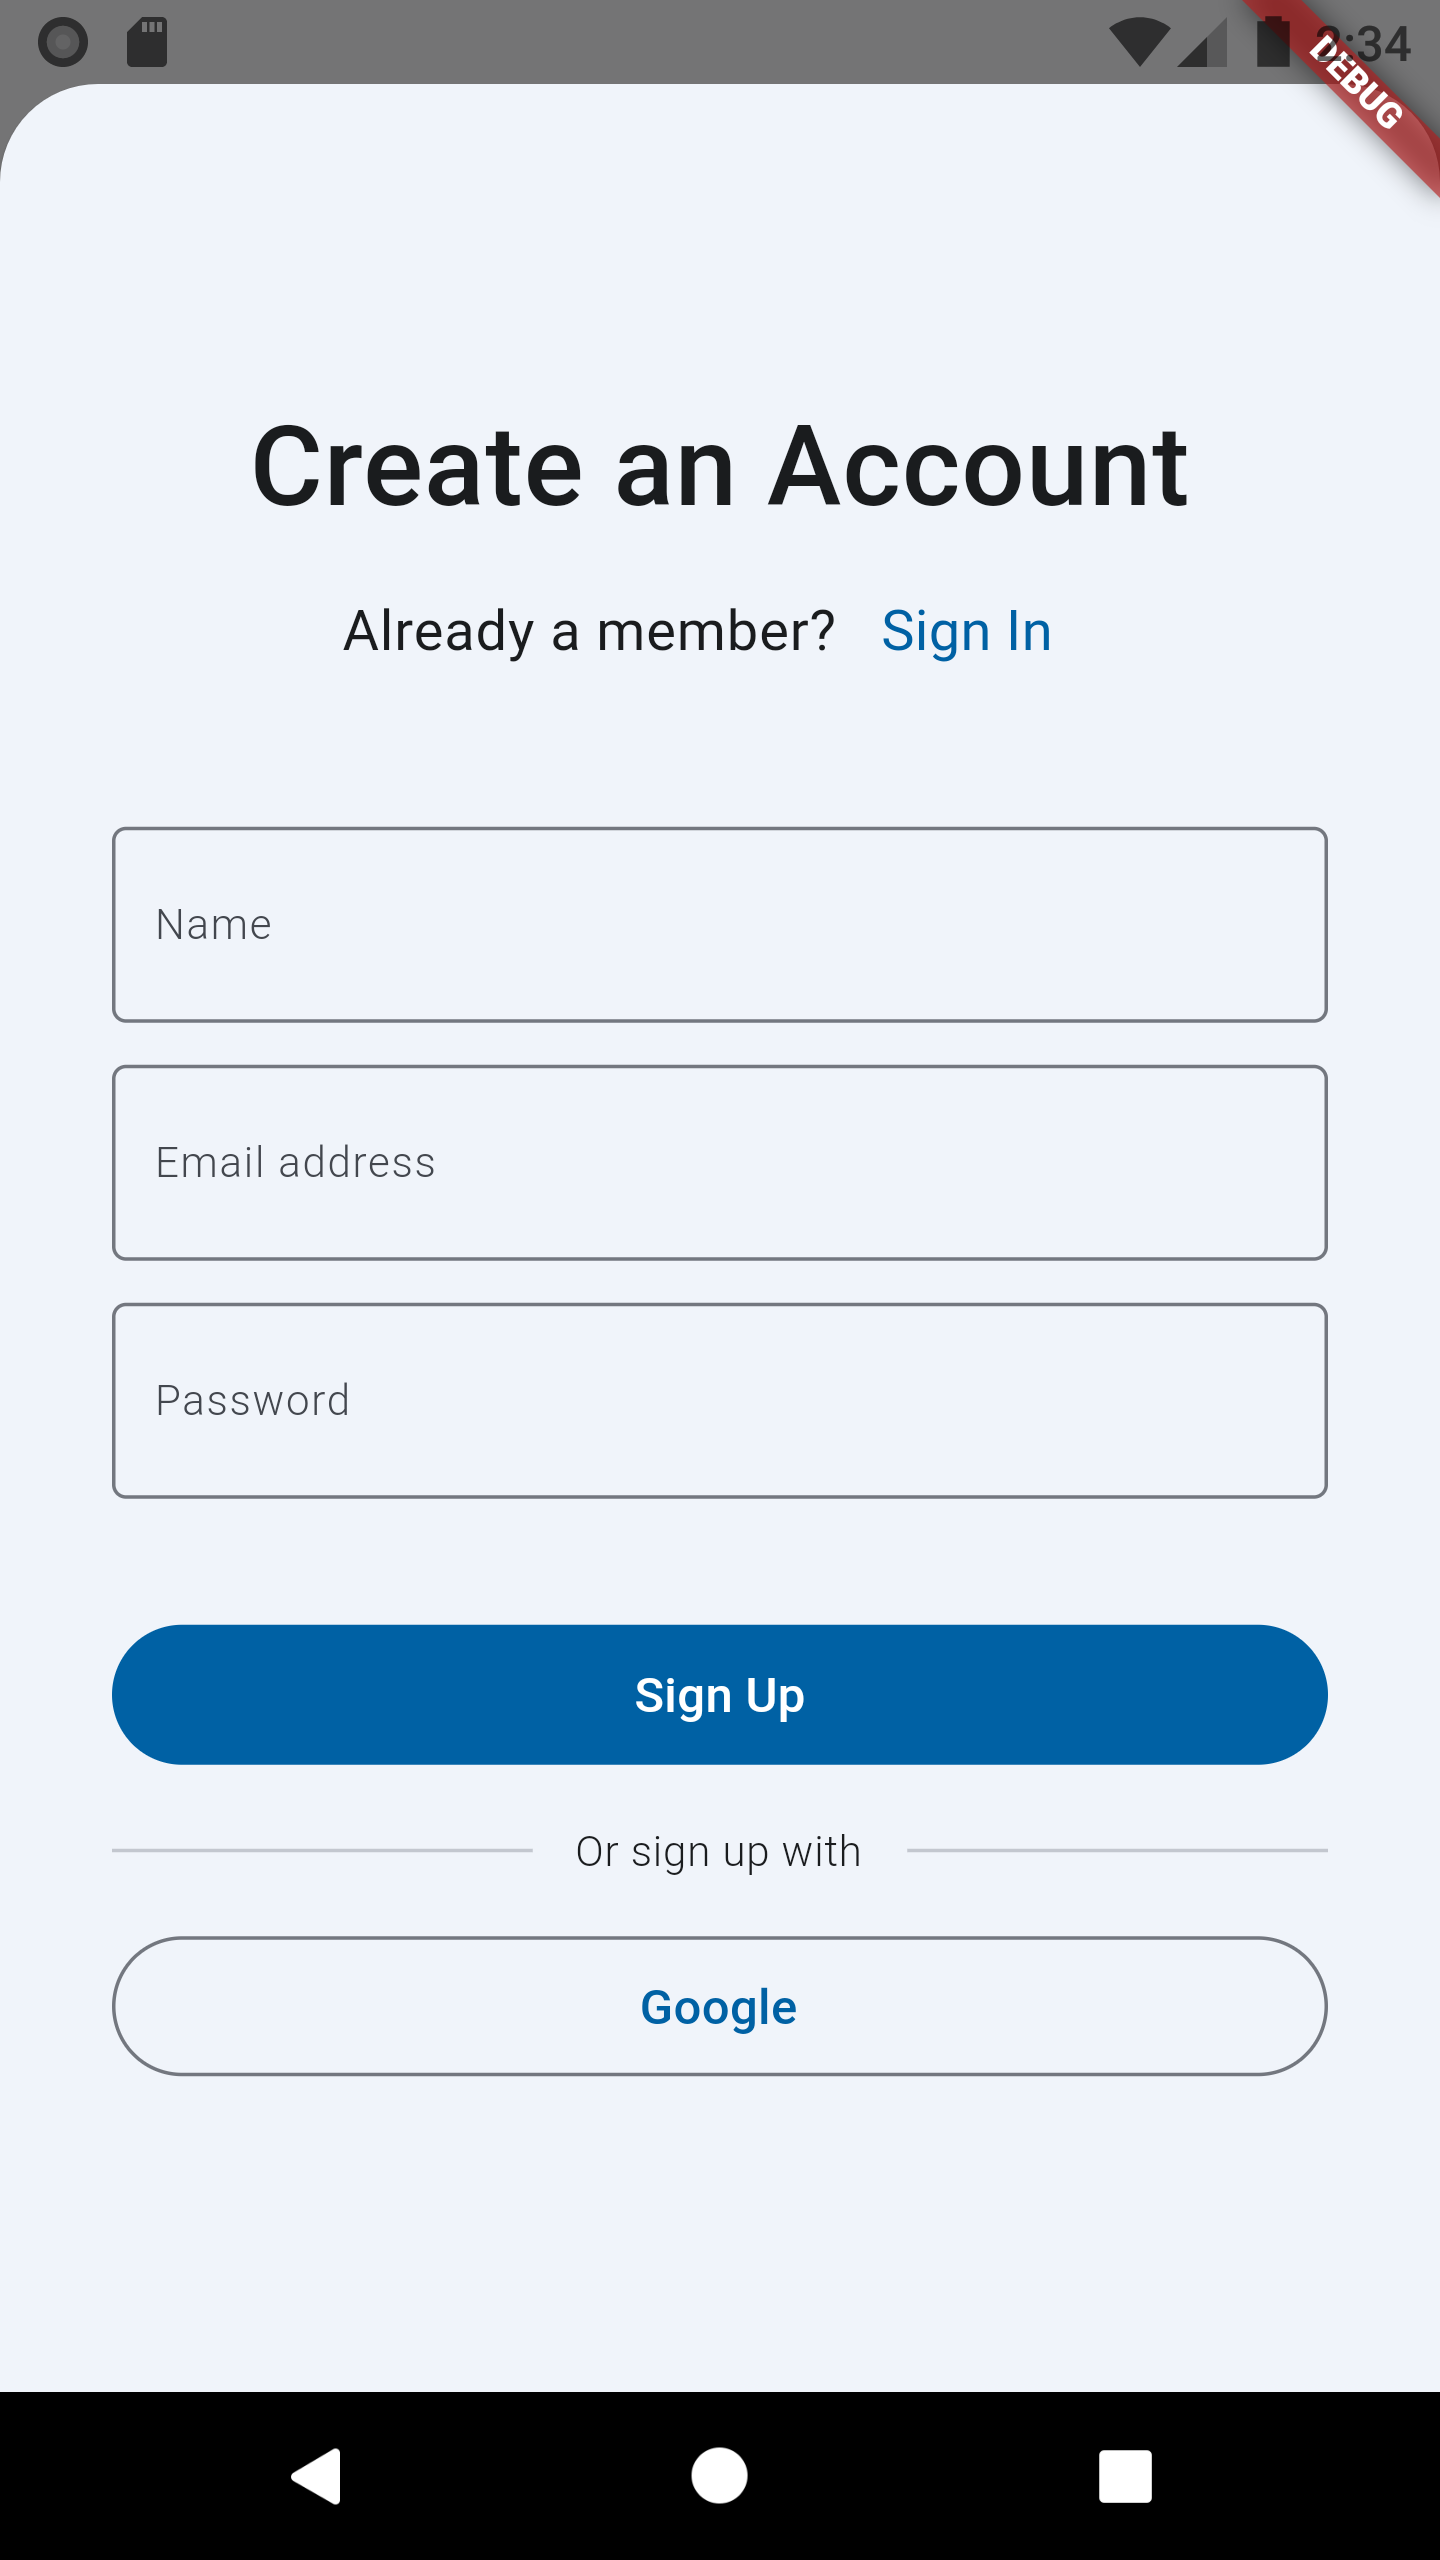 2:34
DEBUG
Create an Account
Already a member? Sign In
Name
Email address
Password
Sign Up
Or sign up with
Google